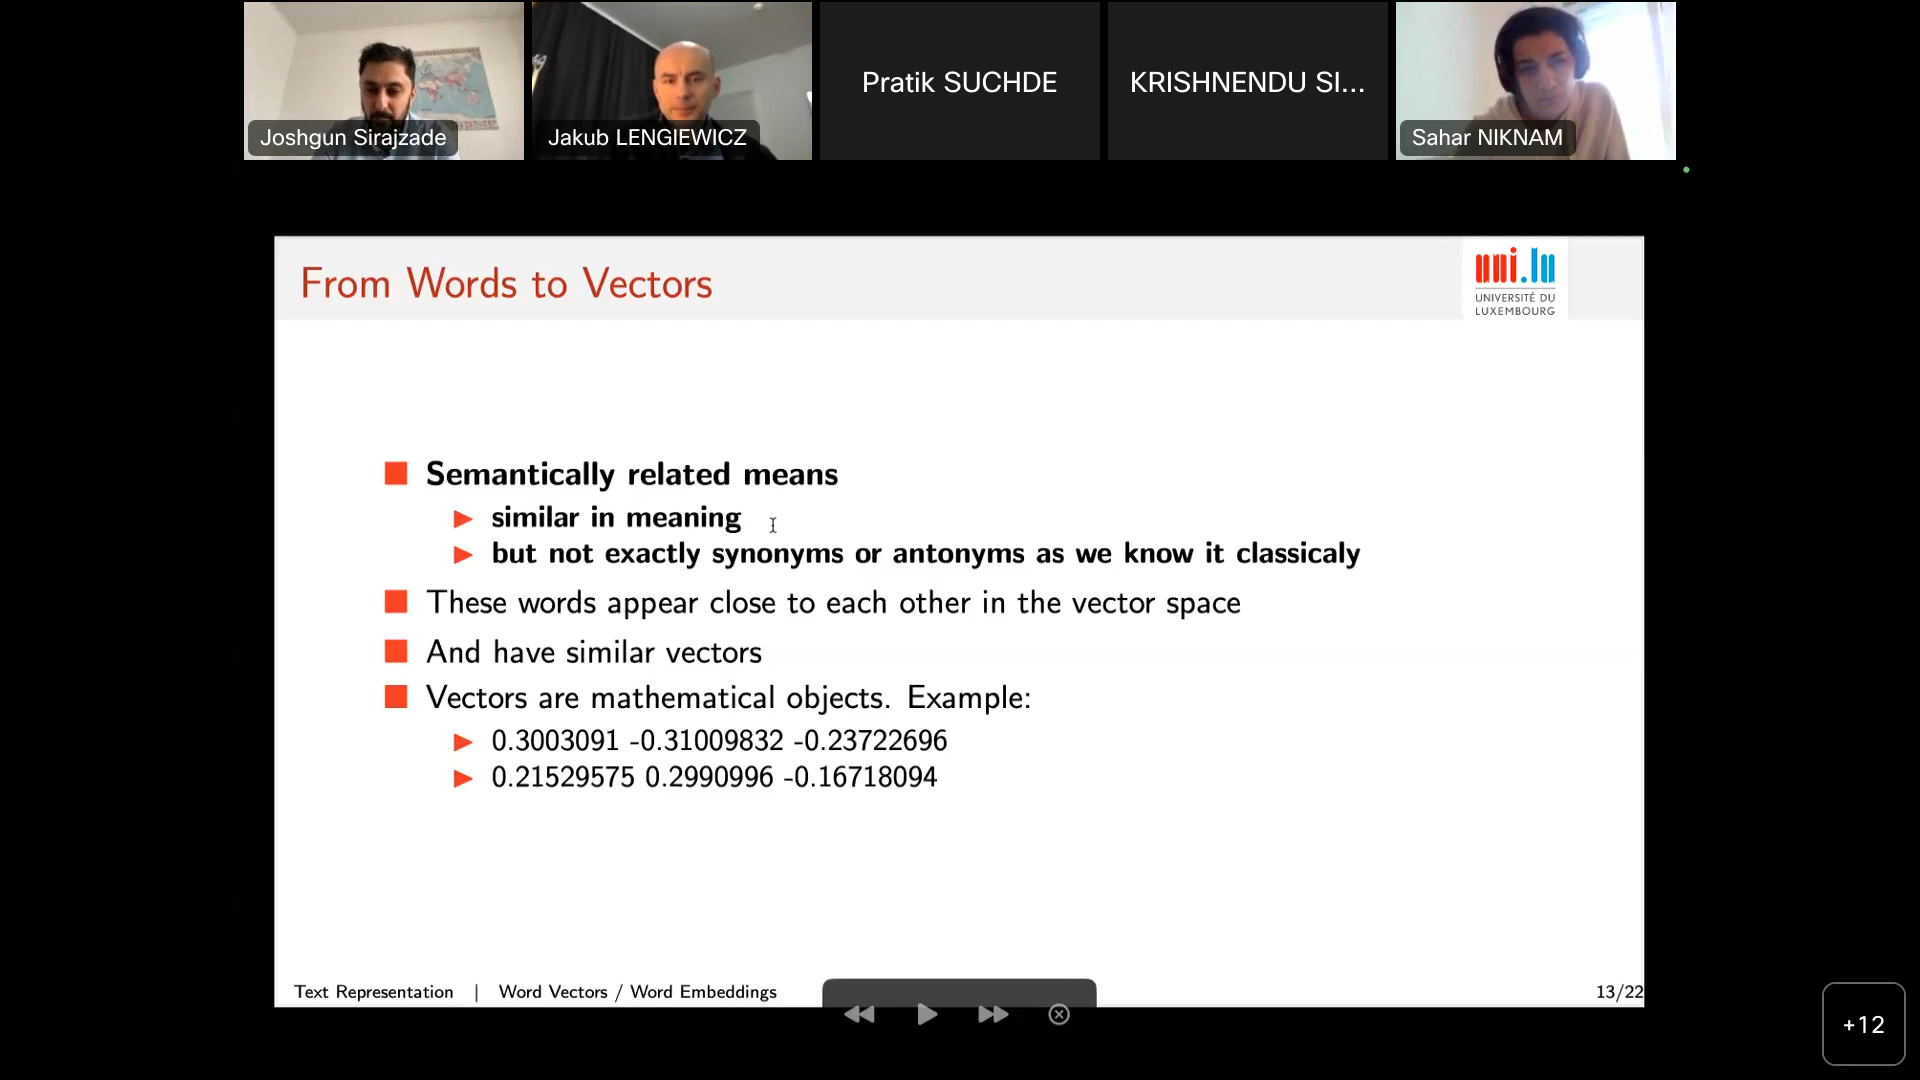 Joshgun Sirajzade
Jakub LENGIEWICZ
Pratik SUCHDE
KRISHNENDU SI...
Sahar NIKNAM
From Words to Vectors
uni.lu
UNIVERSITÉ DU
LUXEMBOURG
Semantically related means
similar in meaning
but not exactly synonyms or antonyms as we know it classicaly
These words appear close to each other in the vector space
And have similar vectors
Vectors are mathematical objects. Example:
0.3003091 -0.31009832 -0.23722696
0.21529575 0.2990996 -0.16718094
Text Representation | Word Vectors / Word Embeddings
13/22
+12